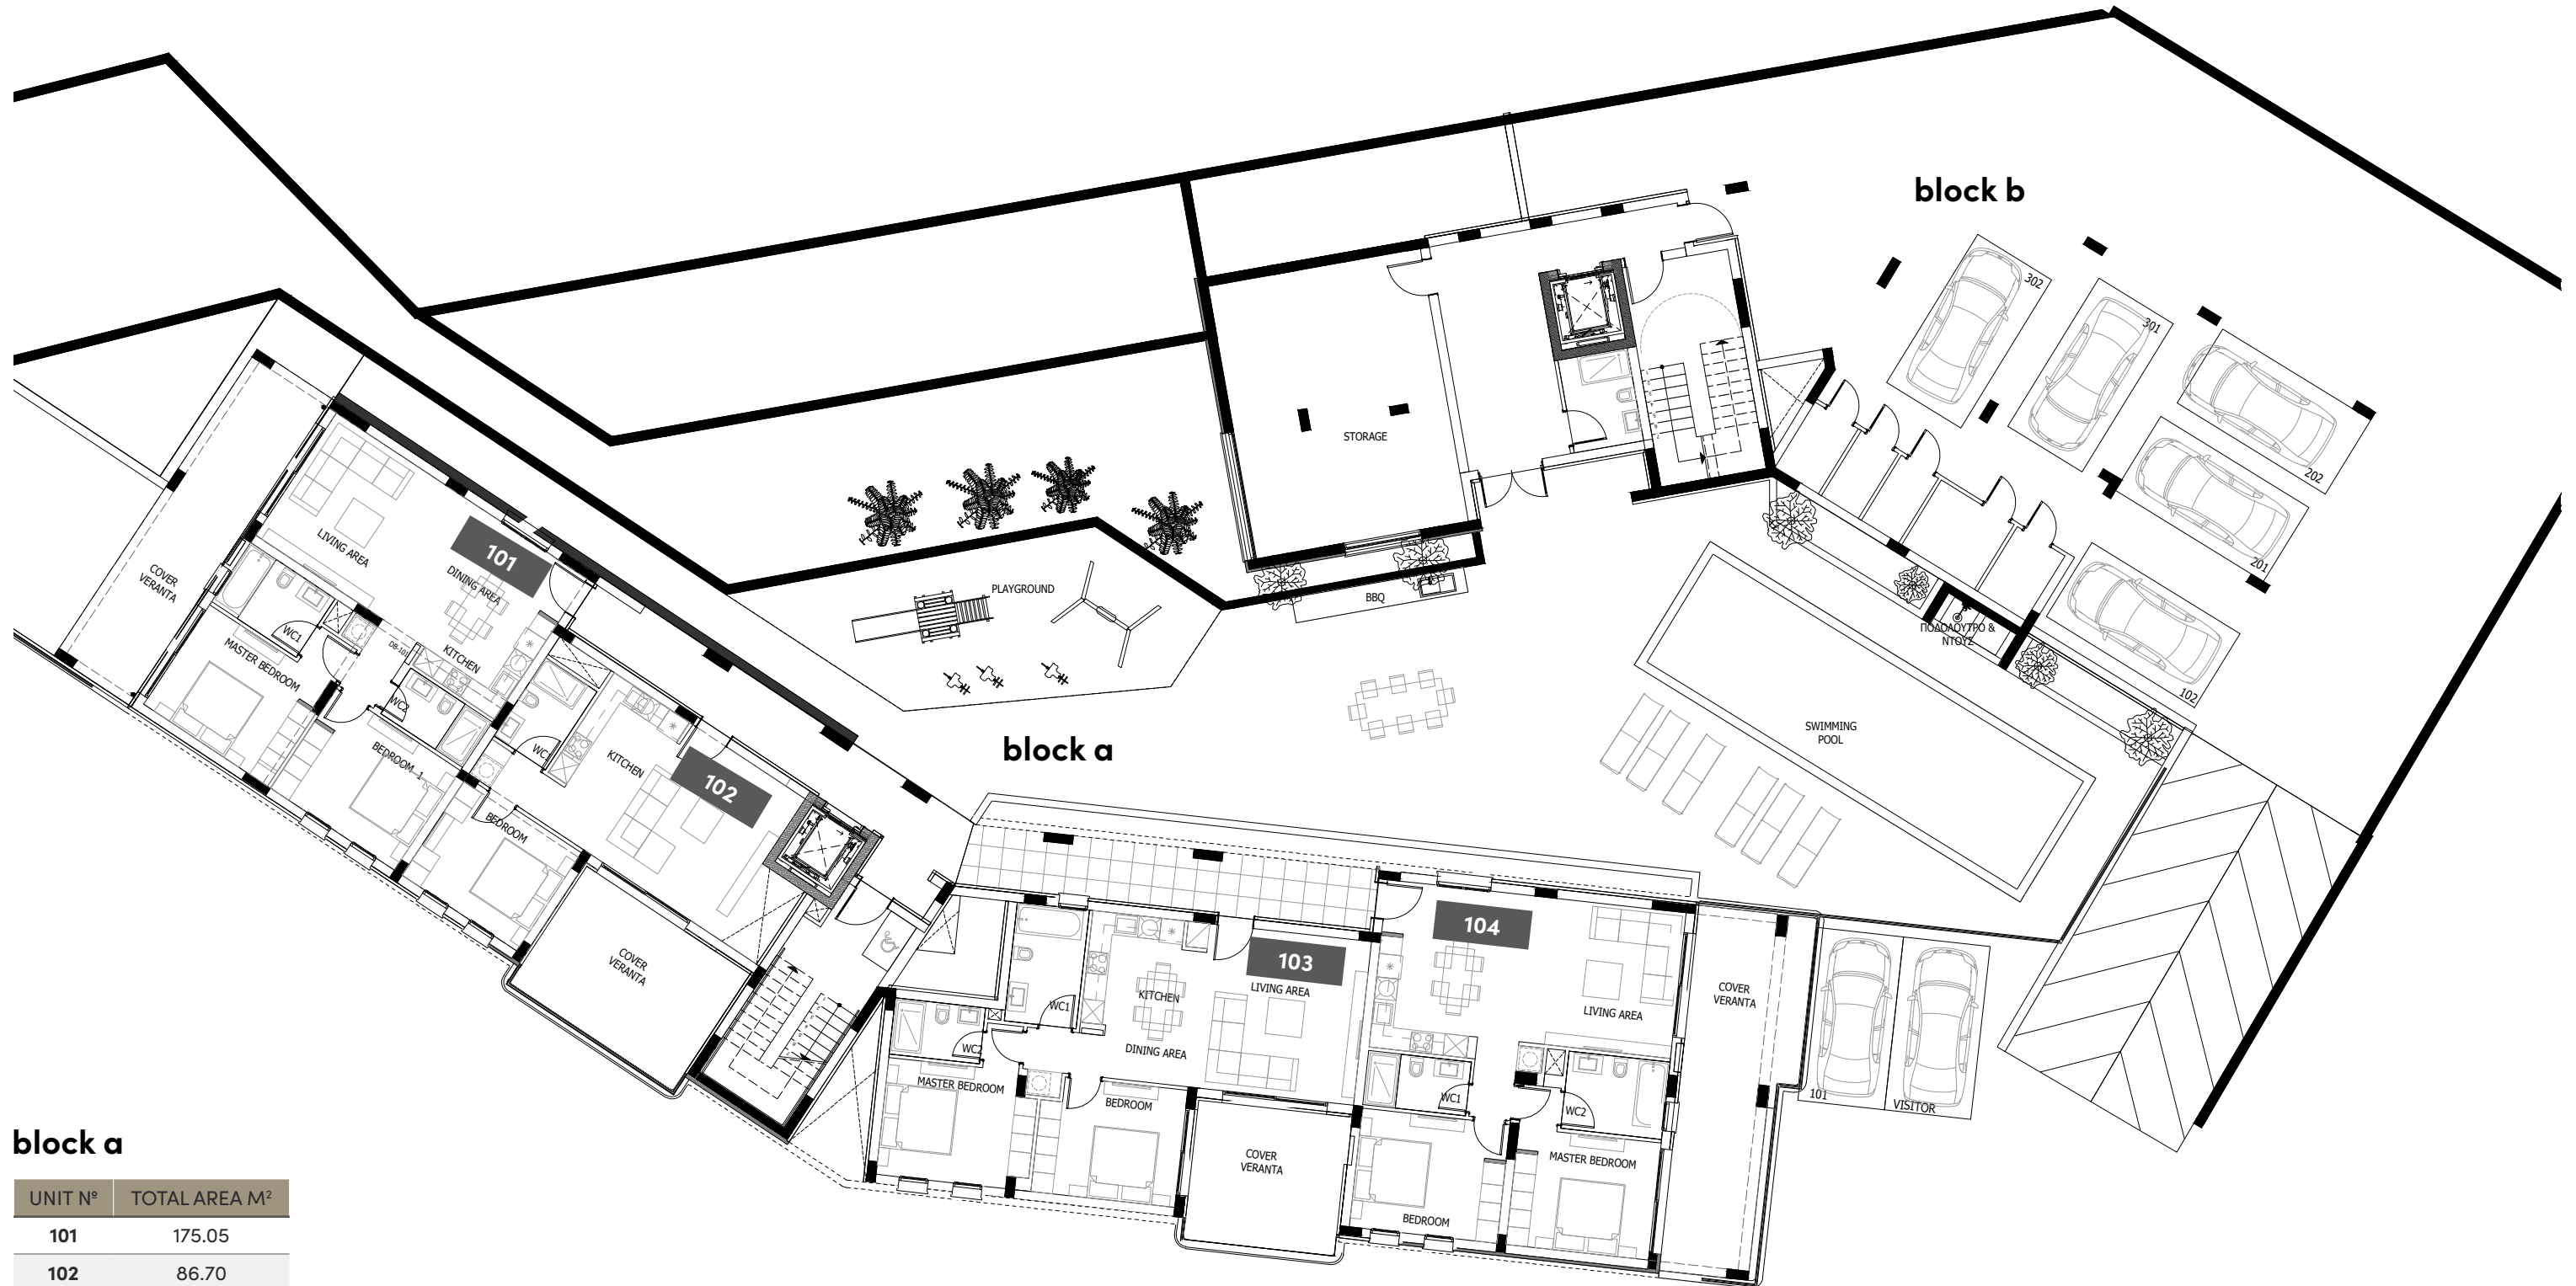 block b
302
301
202
201
102
STORAGE
PLAYGROUND
BBQ
ΠΟΔΟΛΟΥΤΡΟ &
ΝΤΟΥΣ
SWIMMING
POOL
block a
101
LIVING AREA
DINING AREA
KITCHEN
COVER
VERANTA
WC1
MASTER BEDROOM
DB-101
WC2
BEDROOM 1
102
KITCHEN
WC1
BEDROOM
COVER
VERANTA
103
LIVING AREA
KITCHEN
DINING AREA
WC1
WC2
MASTER BEDROOM
BEDROOM
COVER
VERANTA
104
LIVING AREA
WC1
WC2
BEDROOM
MASTER BEDROOM
COVER
VERANTA
101
VISITOR
block a
UNIT Nº TOTAL AREA M²
101 175.05
102 86.70